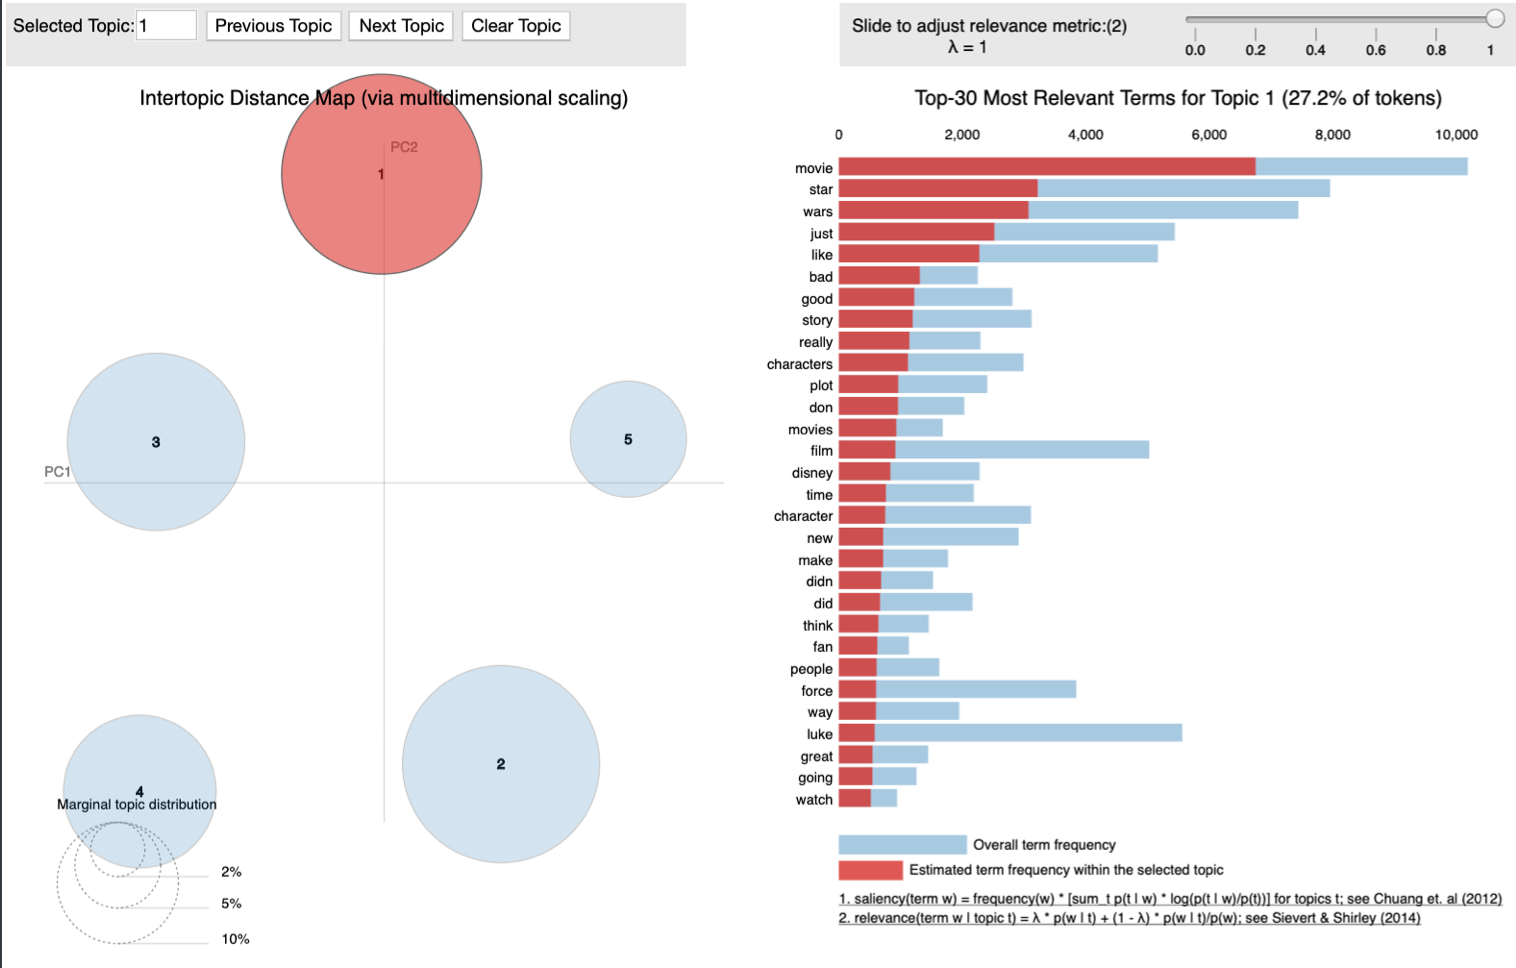 Selected Topic: 1 Previous Topic Next Topic Clear Topic
Slide to adjust relevance metric:(2)
λ = 1
0.0 0.2 0.4 0.6 0.8 1
Intertopic Distance Map (via multidimensional scaling)
PC2
1
3
5
PC1
2
4
Marginal topic distribution
2%
5%
10%
Top-30 Most Relevant Terms for Topic 1 (27.2% of tokens)
0 2,000 4,000 6,000 8,000 10,000
movie
star
wars
just
like
bad
good
story
really
characters
plot
don
movies
film
disney
time
character
new
make
didn
did
think
fan
people
force
way
luke
great
going
watch
Overall term frequency
Estimated term frequency within the selected topic
1. saliency(term w) = frequency(w) * [sum_t p(t | w) * log(p(t | w)/p(t))] for topics t; see Chuang et. al (2012)
2. relevance(term w | topic t) = λ * p(w | t) + (1 - λ) * p(w | t)/p(w); see Sievert & Shirley (2014)